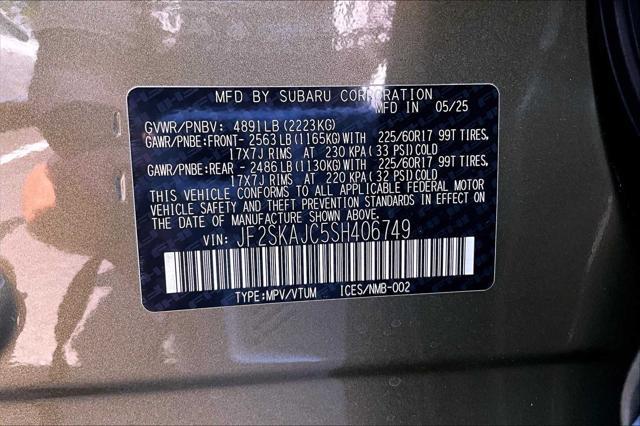 MFD BY SUBARU CORPORATION
MFD IN 05/25
GVWR/PNBV: 4891LB (2223KG)
GAWR/PNBE:FRONT- 2563LB(1165KG)WITH 225/60R17 99T TIRES,
17X7J RIMS AT 230 KPA (33 PSI)COLD
GAWR/PNBE:REAR - 2486LB(1130KG)WITH 225/60R17 99T TIRES,
17X7J RIMS AT 220 KPA (32 PSI)COLD
THIS VEHICLE CONFORMS TO ALL APPLICABLE FEDERAL MOTOR
VEHICLE SAFETY AND THEFT PREVENTION STANDARDS IN EFFECT ON
THE DATE OF MANUFACTURE SHOWN ABOVE.
VIN: JF2SKAJC5SH406749
TYPE:MPV/VTUM ICES/NMB-002